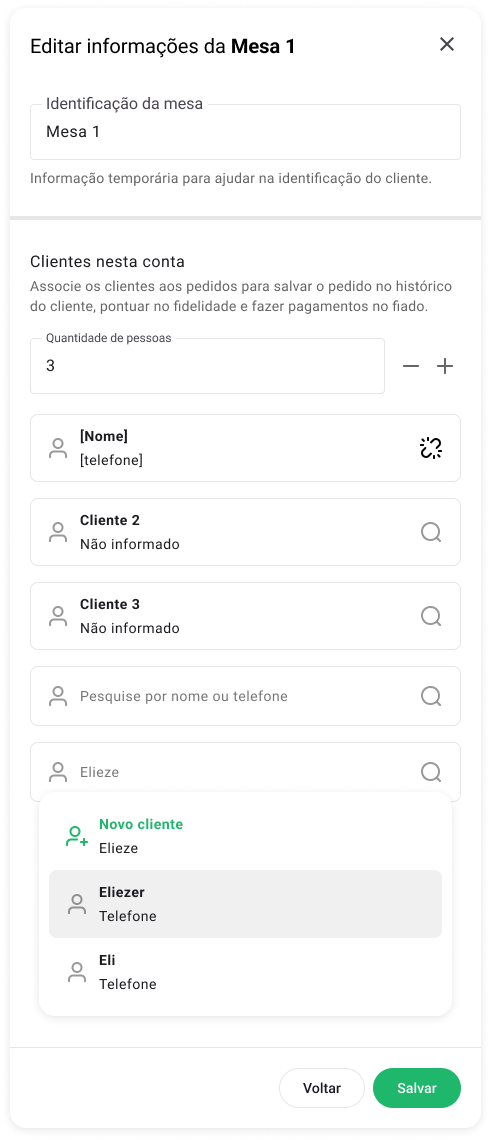 Editar informações da Mesa 1
Identificação da mesa
Mesa 1
Informação temporária para ajudar na identificação do cliente.
Clientes nesta conta
Associe os clientes aos pedidos para salvar o pedido no histórico
do cliente, pontuar no fidelidade e fazer pagamentos no fiado.
Quantidade de pessoas
3
[Nome]
[telefone]
Cliente 2
Não informado
Cliente 3
Não informado
Pesquise por nome ou telefone
Elieze
Novo cliente
Elieze
Eliezer
Telefone
Eli
Telefone
Voltar
Salvar